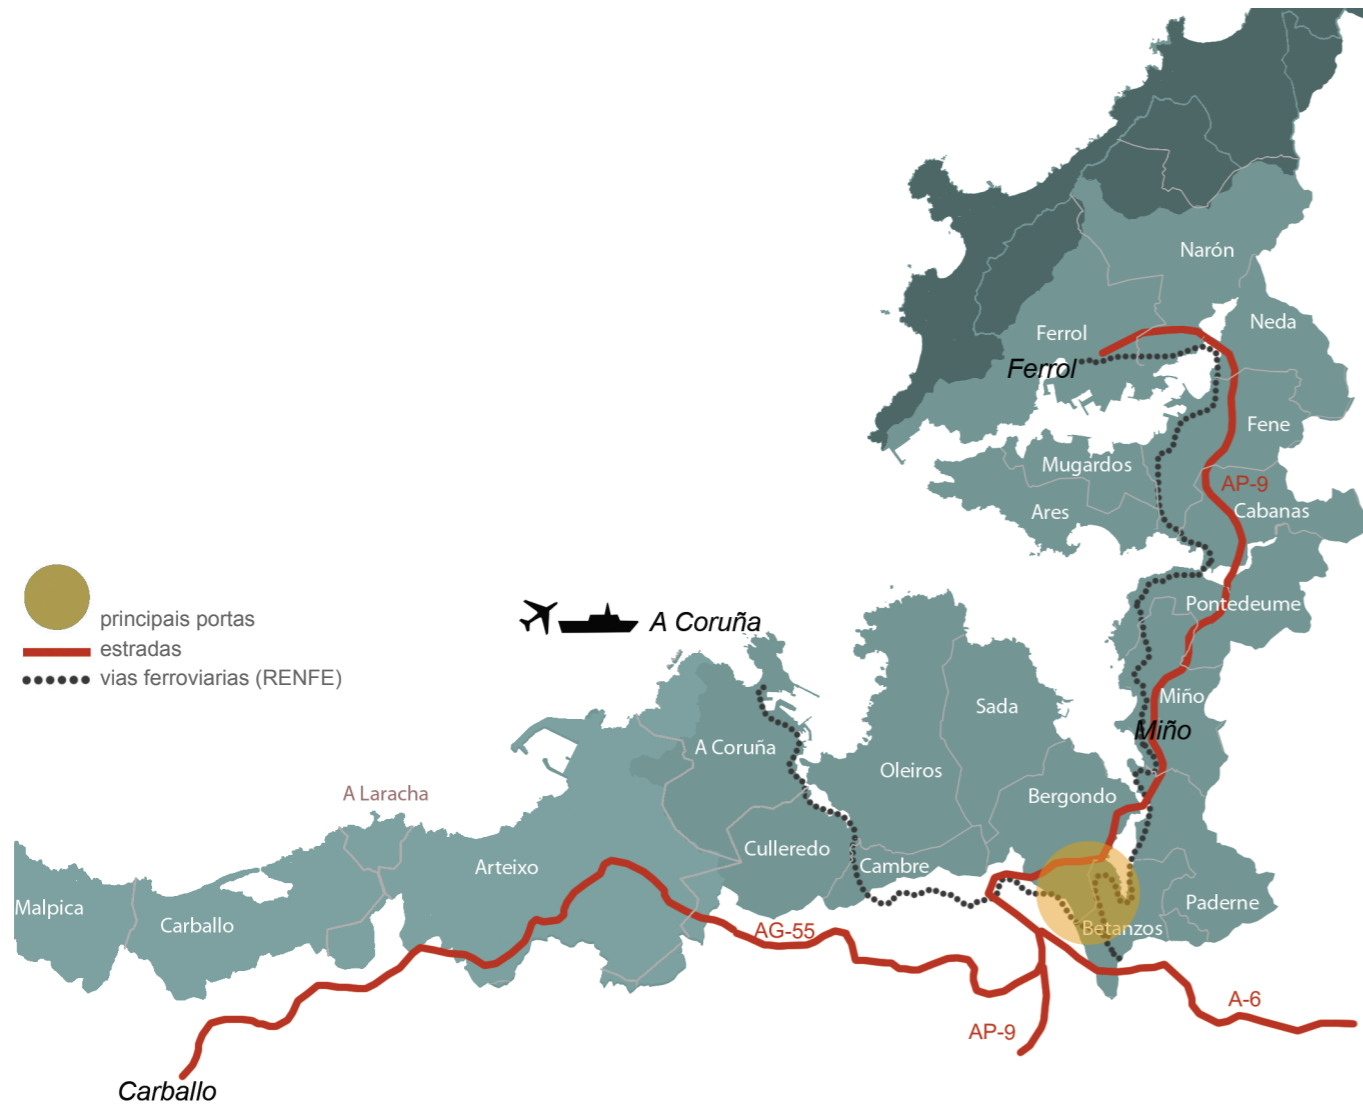 Narón
Neda
Ferrol
Ferrol
Fene
Mugardos
AP-9
Ares
Cabanas
Pontedeume
principais portas
A Coruña
estradas
vias ferroviarias (RENFE)
Miño
Sada
Miño
A Coruña
Oleiros
A Laracha
Bergondo
Culleredo
Arteixo
Cambre
Malpica
Paderne
Carballo
Betanzos
AG-55
A-6
AP-9
Carballo